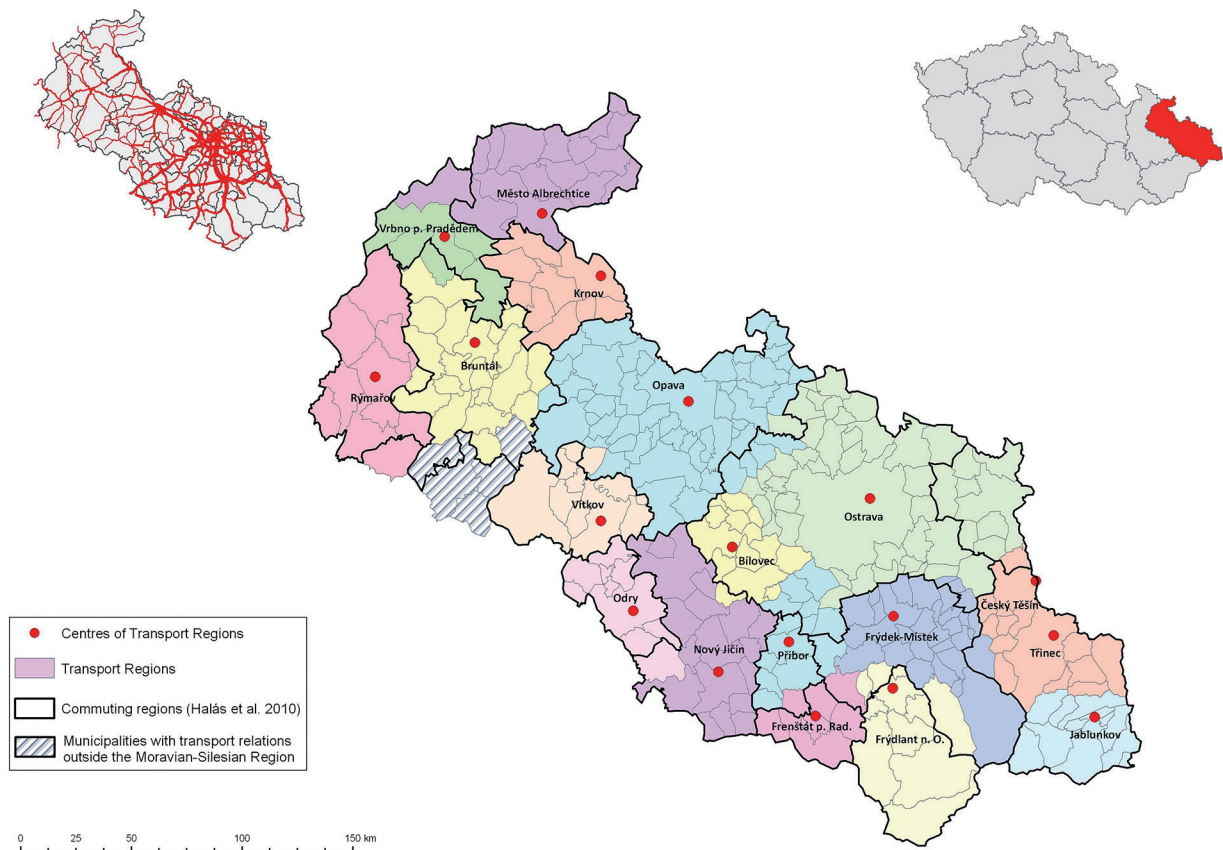 Město Albrechtice
Vrbno p. Pradědem
Krnov
Bruntál
Rýmařov
Opava
Vítkov
Ostrava
Bílovec
Odry
Český Těšín
Frýdek-Místek
Nový Jičín
Příbor
Třinec
Frenštát p. Rad.
Frýdlant n. O.
Jablunkov
Centres of Transport Regions
Transport Regions
Commuting regions (Halás et al. 2010)
Municipalities with transport relations
outside the Moravian-Silesian Region
0 25 50 100 150 km